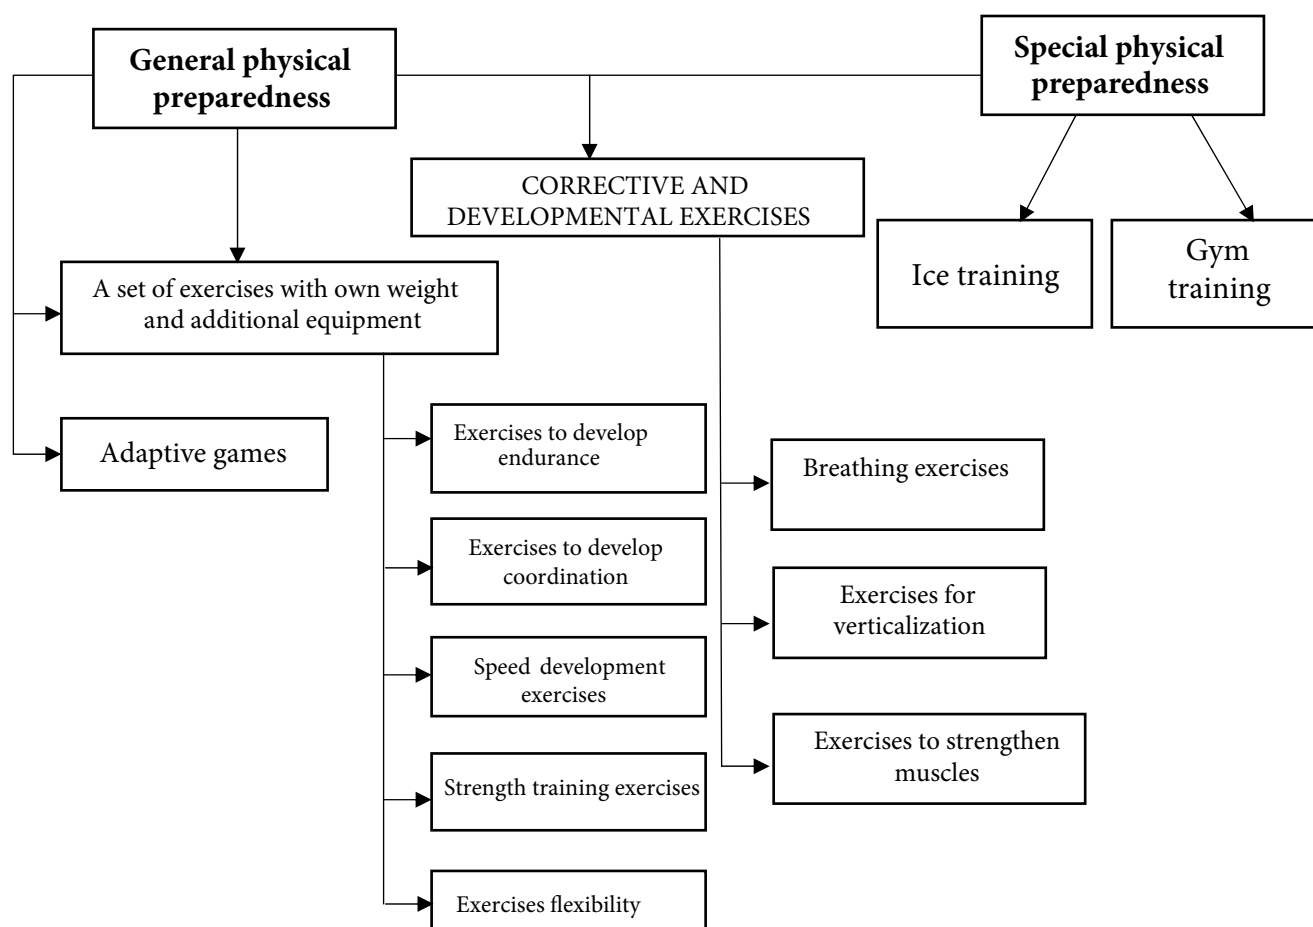 General physical
preparedness
Special physical
preparedness
CORRECTIVE AND
DEVELOPMENTAL EXERCISES
Ice training
Gym
training
A set of exercises with own weight
and additional equipment
Adaptive games
Exercises to develop
endurance
Exercises to develop
coordination
Speed development
exercises
Strength training exercises
Exercises flexibility
Breathing exercises
Exercises for
verticalization
Exercises to strengthen
muscles